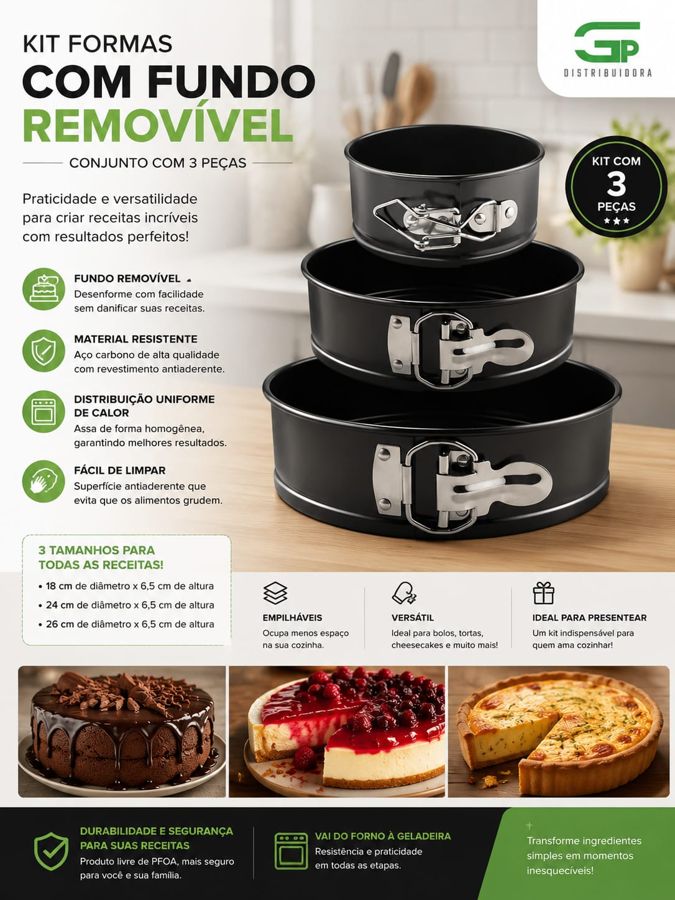 KIT FORMAS
COM FUNDO
REMOVÍVEL
CONJUNTO COM 3 PEÇAS
Praticidade e versatilidade
para criar receitas incríveis
com resultados perfeitos!
GP
DISTRIBUIDORA
KIT COM
3
PEÇAS
FUNDO REMOVÍVEL
Desenforme com facilidade
sem danificar suas receitas.
MATERIAL RESISTENTE
Aço carbono de alta qualidade
com revestimento antiaderente.
DISTRIBUIÇÃO UNIFORME
DE CALOR
Assa de forma homogênea,
garantindo melhores resultados.
FÁCIL DE LIMPAR
Superfície antiaderente que
evita que os alimentos grudem.
3 TAMANHOS PARA
TODAS AS RECEITAS!
• 18 cm de diâmetro x 6,5 cm de altura
• 24 cm de diâmetro x 6,5 cm de altura
• 26 cm de diâmetro x 6,5 cm de altura
EMPILHÁVEIS
Ocupa menos espaço
na sua cozinha.
VERSÁTIL
Ideal para bolos, tortas,
cheesecakes e muito mais!
IDEAL PARA PRESENTEAR
Um kit indispensável para
quem ama cozinhar!
DURABILIDADE E SEGURANÇA
PARA SUAS RECEITAS
Produto livre de PFOA, mais seguro
para você e sua família.
VAI DO FORNO À GELADEIRA
Resistência e praticidade
em todas as etapas.
Transforme ingredientes
simples em momentos
inesquecíveis!